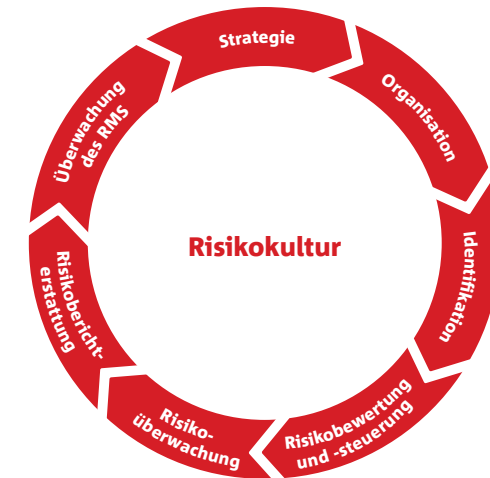 Strategie
Organisation
Identifikation
Risikobewertung
und -steuerung
Risiko-
überwachung
Risikobericht-
erstattung
Überwachung
des RMS
Risikokultur